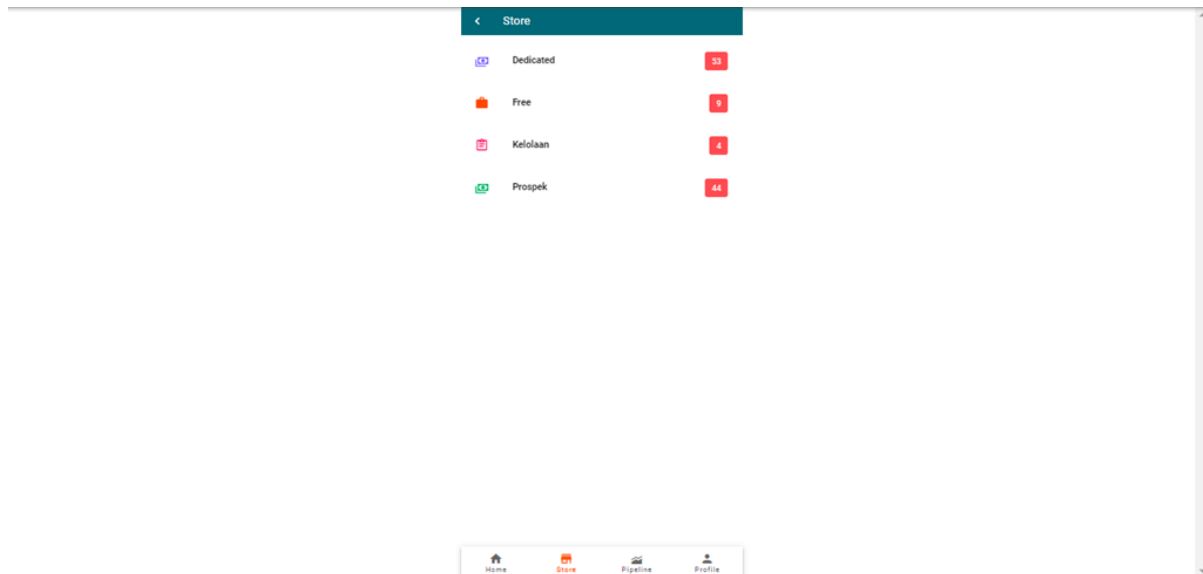 Store
Dedicated 53
Free 9
Kelolaan 4
Prospek 44
Home Store Pipeline Profile